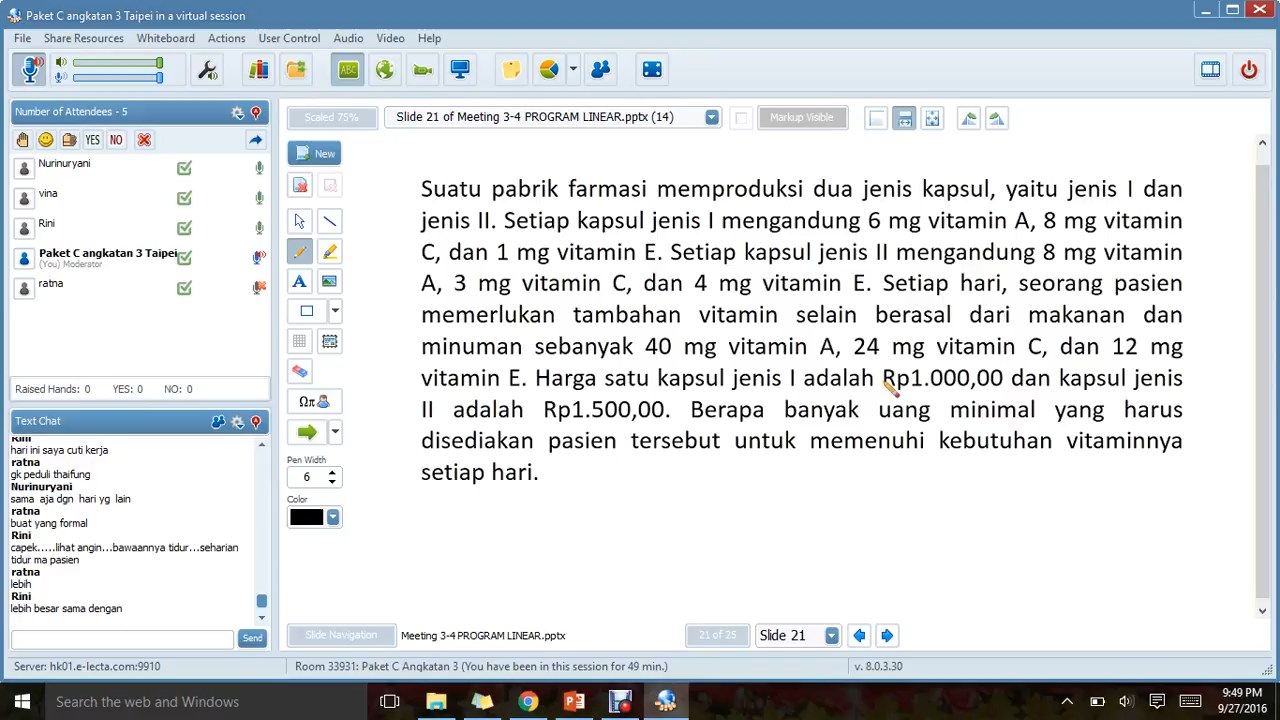 Paket C angkatan 3 Taipei in a virtual session
File Share Resources Whiteboard Actions User Control Audio Video Help
ABC
Number of Attendees - 5
YES NO
Nurinuryani
vina
Rini
Paket C angkatan 3 Taipei
(You) Moderator
ratna
Raised Hands: 0 YES: 0 NO: 0
Text Chat
Rini
hari ini saya cuti kerja
ratna
gk peduli thaifung
Nurinuryani
sama aja dgn hari yg lain
ratna
buat yang formal
Rini
capek.....lihat angin...bawaannya tidur...seharian
tidur ma pasien
ratna
lebih
Rini
lebih besar sama dengan
Send
Scaled 75%
Slide 21 of Meeting 3-4 PROGRAM LINEAR.pptx (14)
Markup Visible
New
A
Ωπ
Pen Width
6
Color
Suatu pabrik farmasi memproduksi dua jenis kapsul, yaitu jenis I dan
jenis II. Setiap kapsul jenis I mengandung 6 mg vitamin A, 8 mg vitamin
C, dan 1 mg vitamin E. Setiap kapsul jenis II mengandung 8 mg vitamin
A, 3 mg vitamin C, dan 4 mg vitamin E. Setiap hari, seorang pasien
memerlukan tambahan vitamin selain berasal dari makanan dan
minuman sebanyak 40 mg vitamin A, 24 mg vitamin C, dan 12 mg
vitamin E. Harga satu kapsul jenis I adalah Rp1.000,00 dan kapsul jenis
II adalah Rp1.500,00. Berapa banyak uang minimal yang harus
disediakan pasien tersebut untuk memenuhi kebutuhan vitaminnya
setiap hari.
Slide Navigation
Meeting 3-4 PROGRAM LINEAR.pptx
21 of 25
Slide 21
Server: hk01.e-lecta.com:9910
Room 33931: Paket C Angkatan 3 (You have been in this session for 49 min.)
v. 8.0.3.30
Search the web and Windows
9:49 PM
9/27/2016